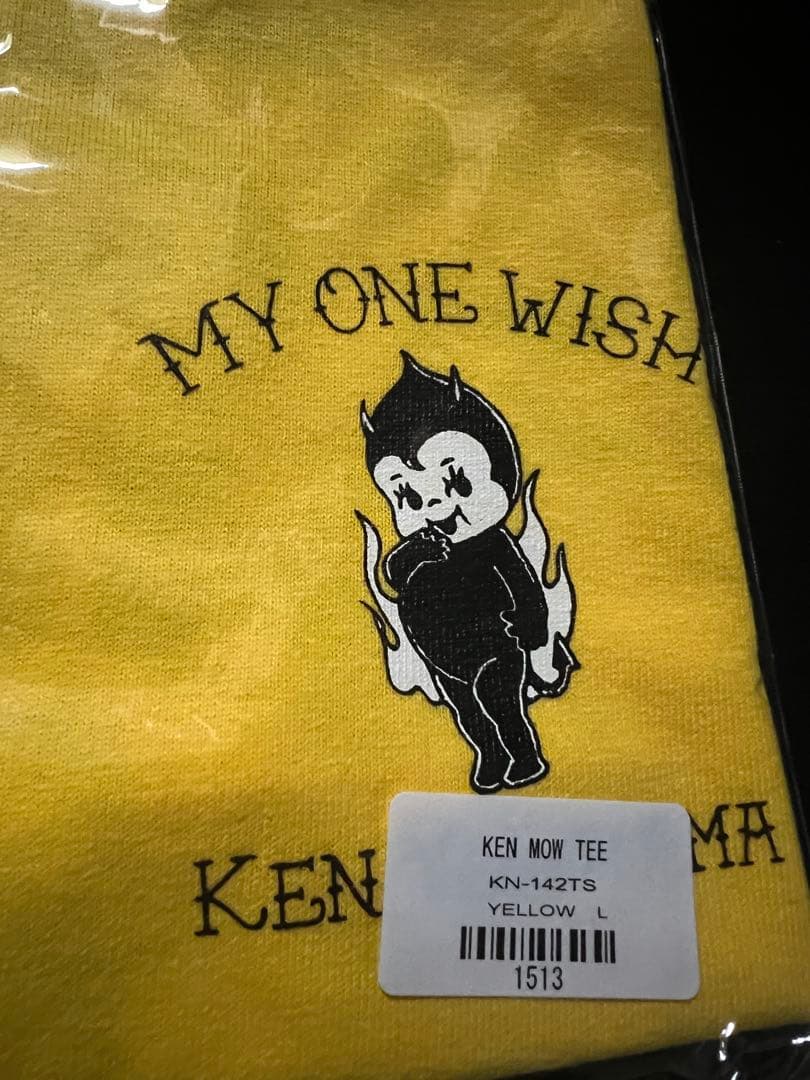 MY ONE WISH
KEN MA
KEN MOW TEE
KN-142TS
YELLOW L
1513